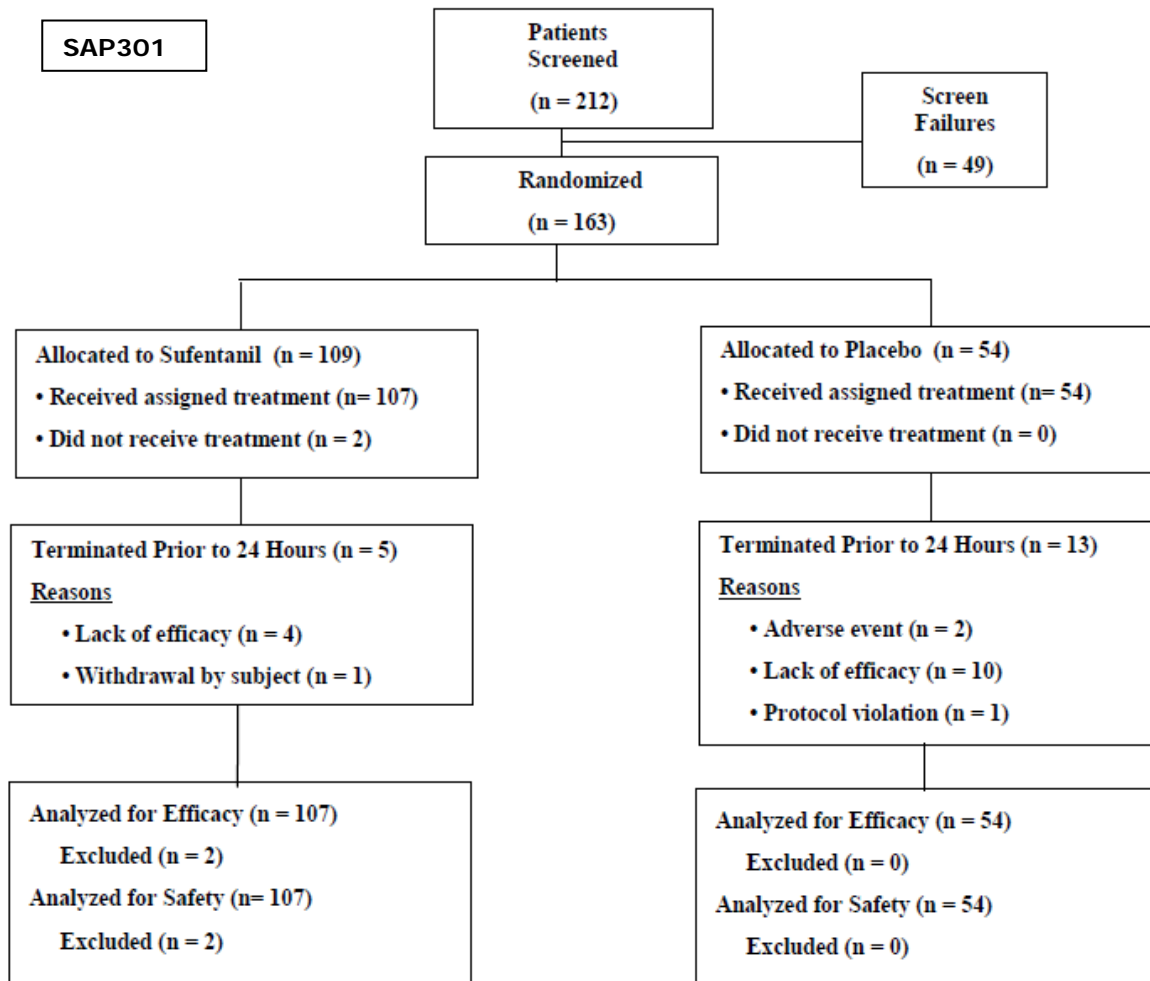 SAP301
Patients
Screened
(n = 212)
Screen
Failures
(n = 49)
Randomized
(n = 163)
Allocated to Sufentanil (n = 109)
• Received assigned treatment (n= 107)
• Did not receive treatment (n = 2)
Allocated to Placebo (n = 54)
• Received assigned treatment (n= 54)
• Did not receive treatment (n = 0)
Terminated Prior to 24 Hours (n = 5)
Reasons
• Lack of efficacy (n = 4)
• Withdrawal by subject (n = 1)
Terminated Prior to 24 Hours (n = 13)
Reasons
• Adverse event (n = 2)
• Lack of efficacy (n = 10)
• Protocol violation (n = 1)
Analyzed for Efficacy (n = 107)
Excluded (n = 2)
Analyzed for Safety (n= 107)
Excluded (n = 2)
Analyzed for Efficacy (n = 54)
Excluded (n = 0)
Analyzed for Safety (n = 54)
Excluded (n = 0)